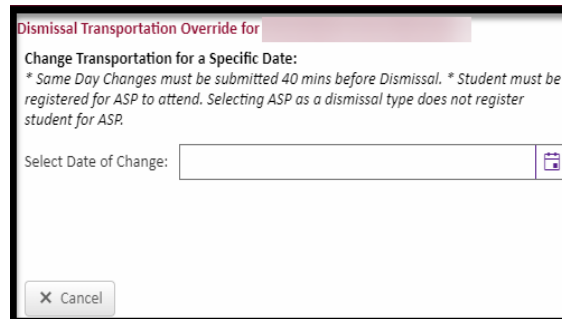 Dismissal Transportation Override for
Change Transportation for a Specific Date:
* Same Day Changes must be submitted 40 mins before Dismissal. * Student must be
registered for ASP to attend. Selecting ASP as a dismissal type does not register
student for ASP.
Select Date of Change:
✕ Cancel